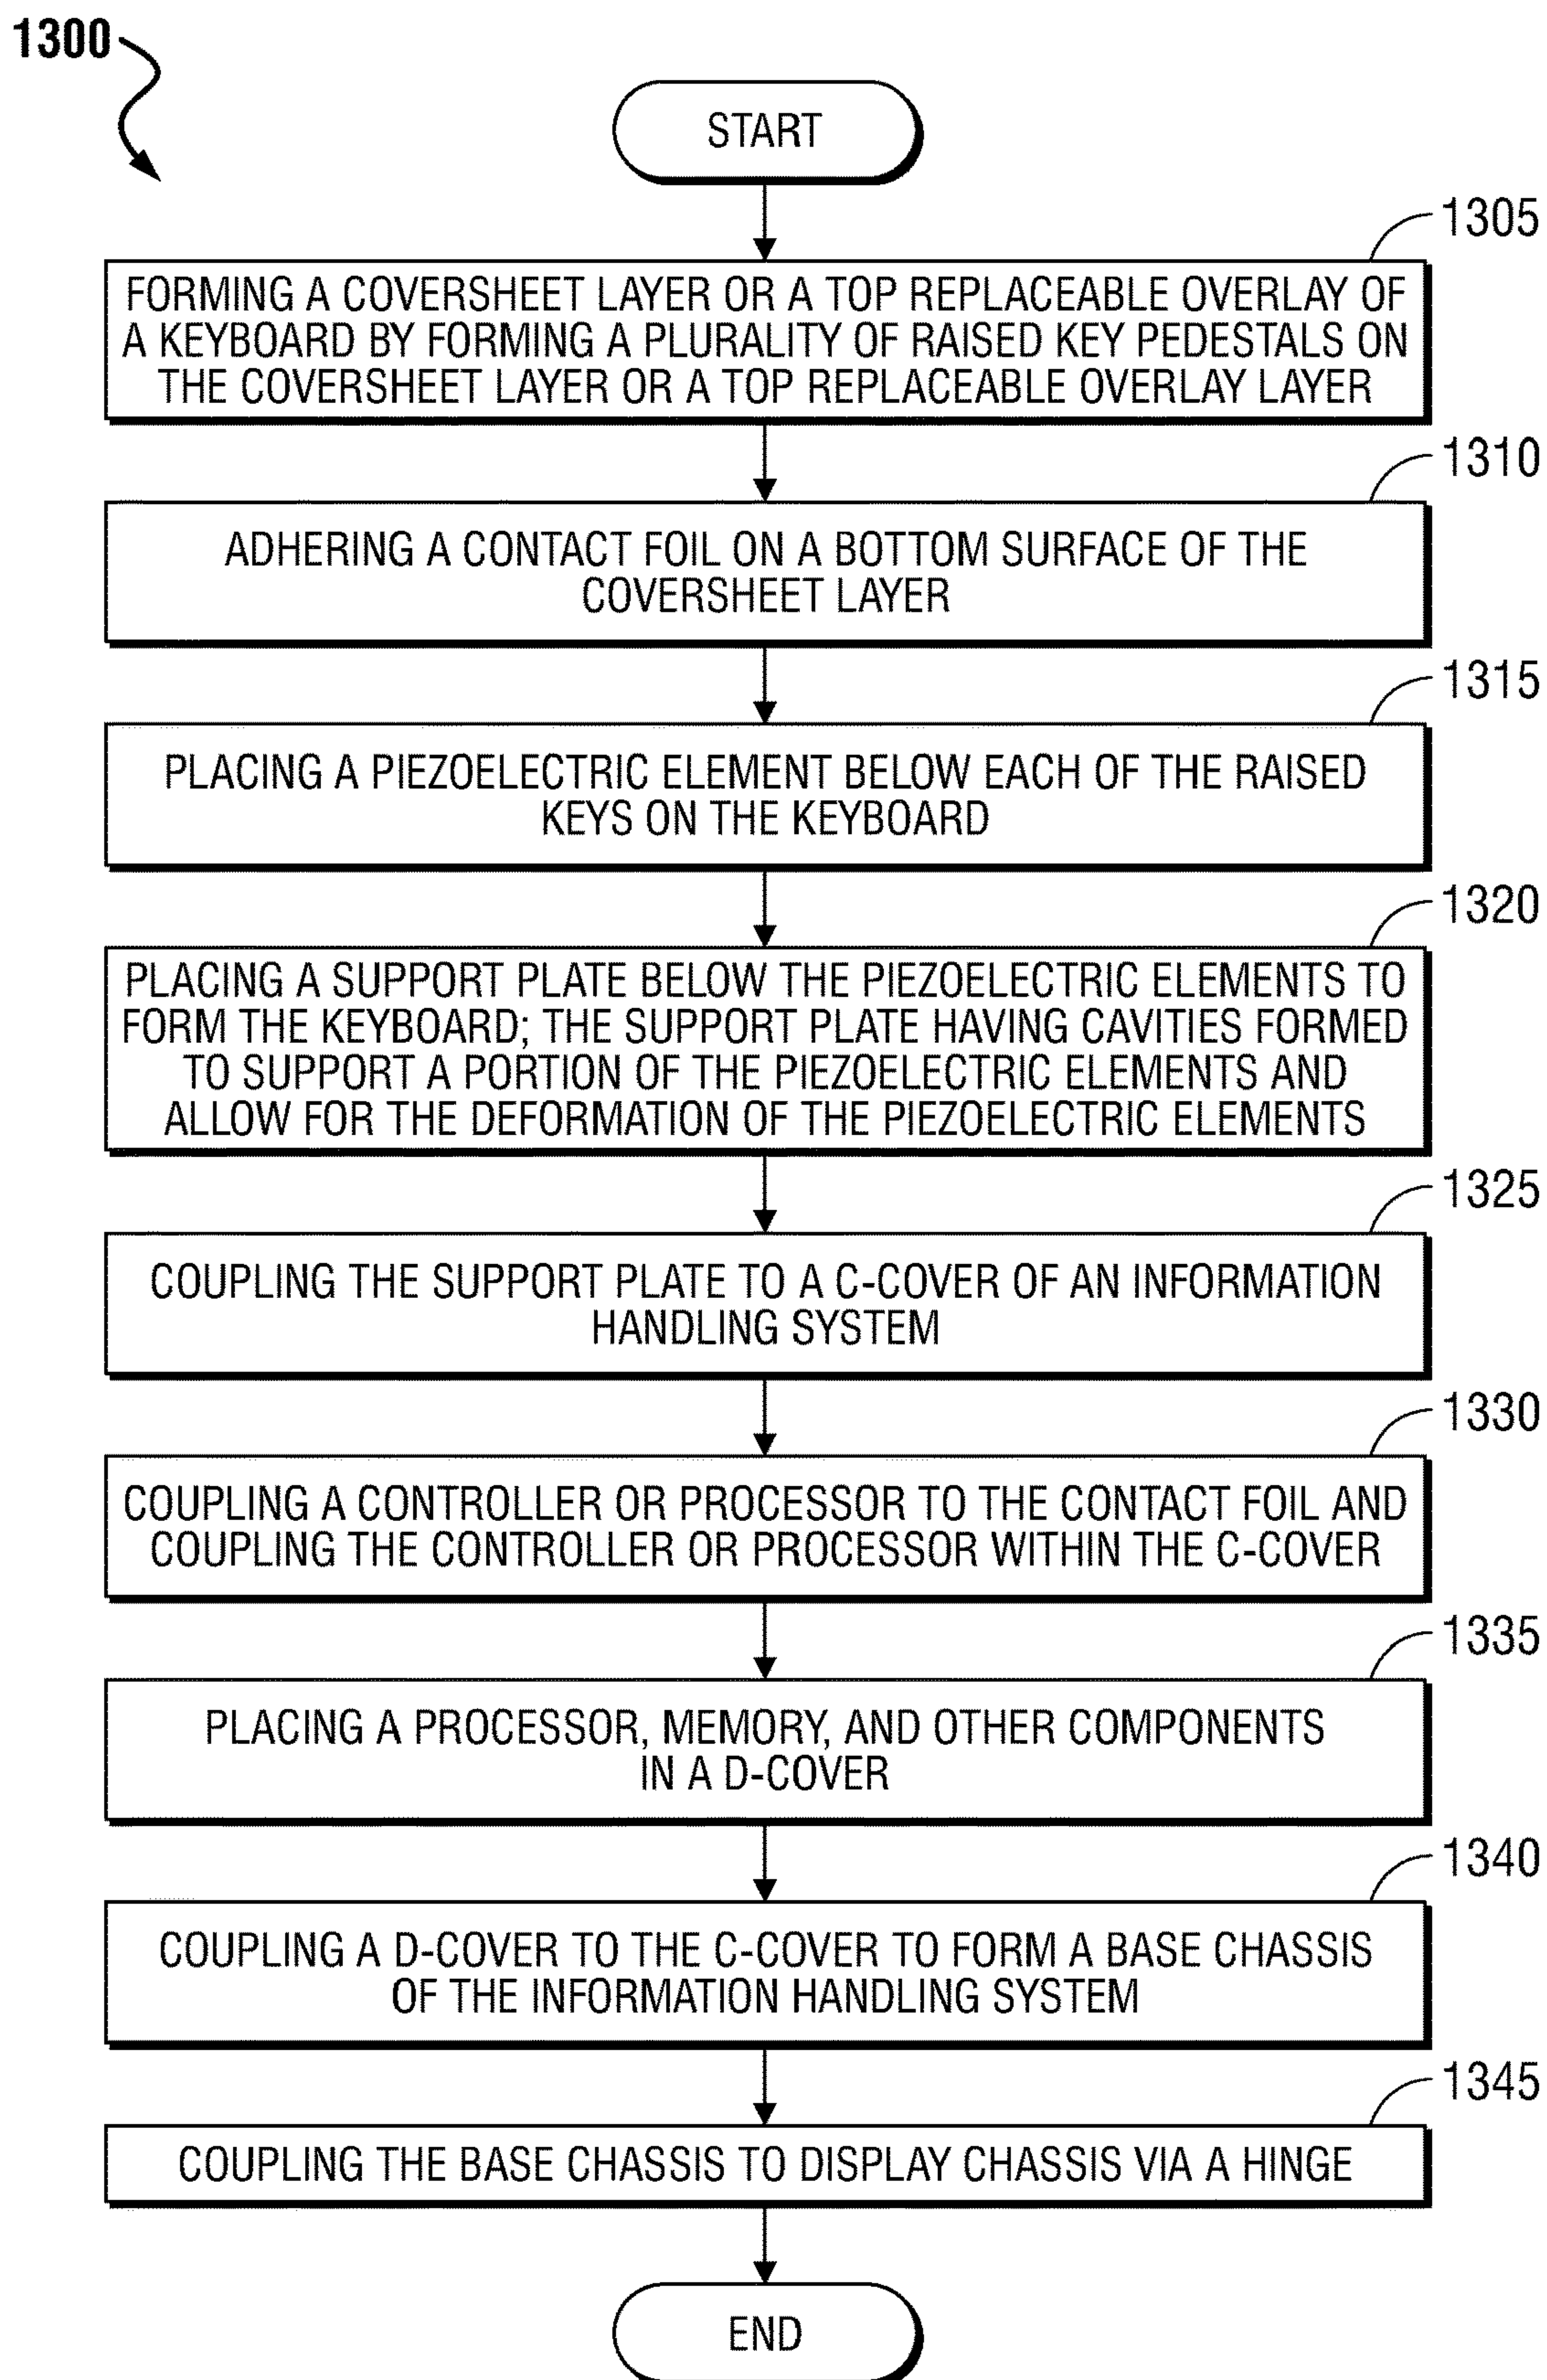 1300
START
1305
FORMING A COVERSHEET LAYER OR A TOP REPLACEABLE OVERLAY OF
A KEYBOARD BY FORMING A PLURALITY OF RAISED KEY PEDESTALS ON
THE COVERSHEET LAYER OR A TOP REPLACEABLE OVERLAY LAYER
1310
ADHERING A CONTACT FOIL ON A BOTTOM SURFACE OF THE
COVERSHEET LAYER
1315
PLACING A PIEZOELECTRIC ELEMENT BELOW EACH OF THE RAISED
KEYS ON THE KEYBOARD
1320
PLACING A SUPPORT PLATE BELOW THE PIEZOELECTRIC ELEMENTS TO
FORM THE KEYBOARD; THE SUPPORT PLATE HAVING CAVITIES FORMED
TO SUPPORT A PORTION OF THE PIEZOELECTRIC ELEMENTS AND
ALLOW FOR THE DEFORMATION OF THE PIEZOELECTRIC ELEMENTS
1325
COUPLING THE SUPPORT PLATE TO A C-COVER OF AN INFORMATION
HANDLING SYSTEM
1330
COUPLING A CONTROLLER OR PROCESSOR TO THE CONTACT FOIL AND
COUPLING THE CONTROLLER OR PROCESSOR WITHIN THE C-COVER
1335
PLACING A PROCESSOR, MEMORY, AND OTHER COMPONENTS
IN A D-COVER
1340
COUPLING A D-COVER TO THE C-COVER TO FORM A BASE CHASSIS
OF THE INFORMATION HANDLING SYSTEM
1345
COUPLING THE BASE CHASSIS TO DISPLAY CHASSIS VIA A HINGE
END